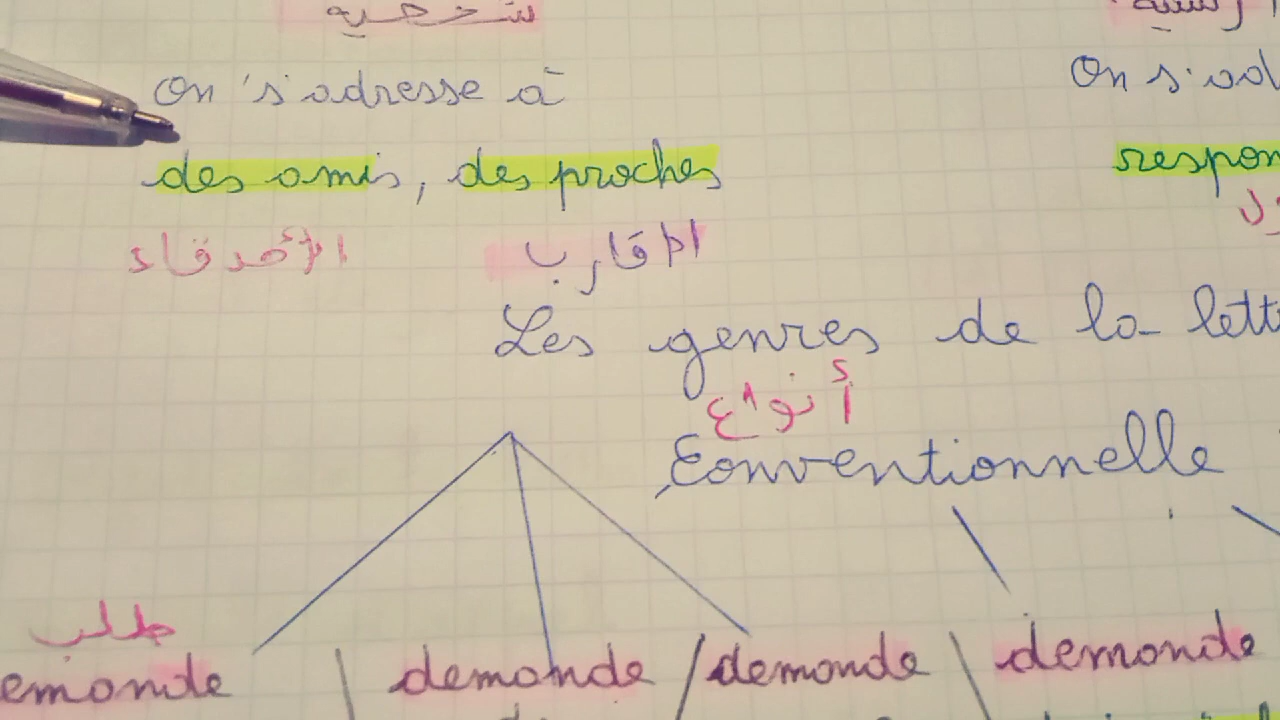 شخصية
On s'adresse à On s'ad
des amis, des proches respon
الأصدقاء الأقارب
Les genres de la lett
أنواع
Conventionnelle
طلب
emande demande demande demande